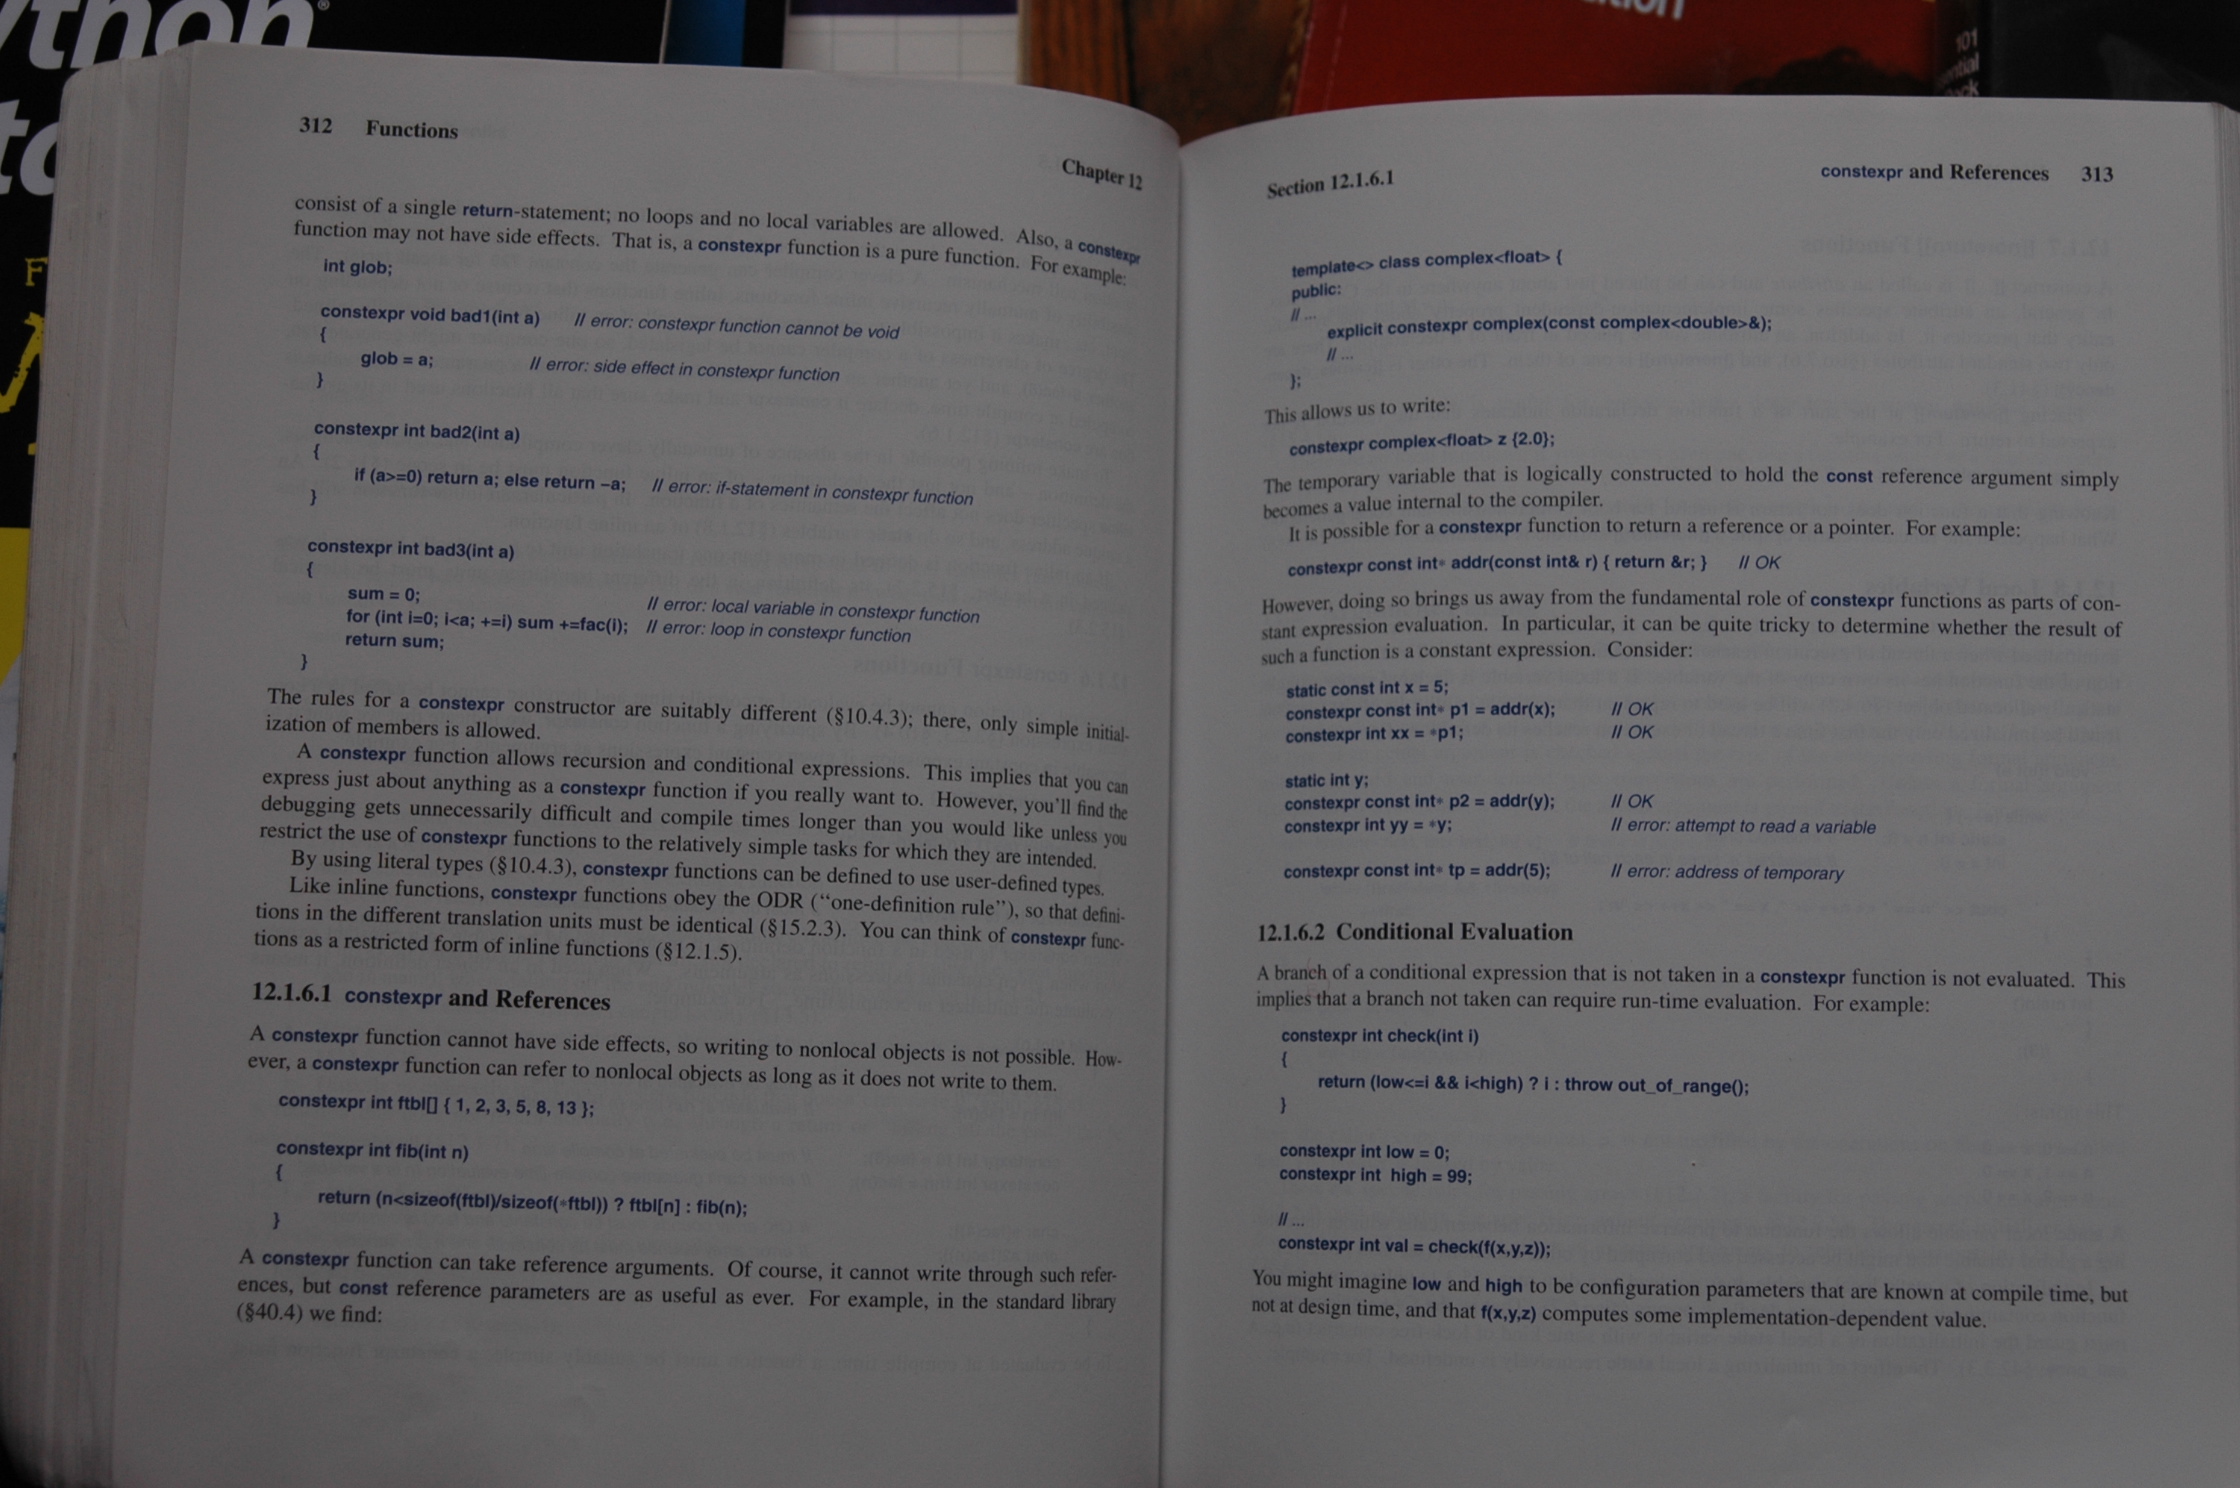 ython®
to
F
ution
101
ential
ock
312 Functions
Chapter 12
consist of a single return-statement; no loops and no local variables are allowed. Also, a constexpr
function may not have side effects. That is, a constexpr function is a pure function. For example:
int glob;
constexpr void bad1(int a) // error: constexpr function cannot be void
{
glob = a; // error: side effect in constexpr function
}
constexpr int bad2(int a)
{
if (a>=0) return a; else return −a; // error: if-statement in constexpr function
}
constexpr int bad3(int a)
{
sum = 0; // error: local variable in constexpr function
for (int i=0; i<a; +=i) sum +=fac(i); // error: loop in constexpr function
return sum;
}
The rules for a constexpr constructor are suitably different (§10.4.3); there, only simple initial-
ization of members is allowed.
A constexpr function allows recursion and conditional expressions. This implies that you can
express just about anything as a constexpr function if you really want to. However, you'll find the
debugging gets unnecessarily difficult and compile times longer than you would like unless you
restrict the use of constexpr functions to the relatively simple tasks for which they are intended.
By using literal types (§10.4.3), constexpr functions can be defined to use user-defined types.
Like inline functions, constexpr functions obey the ODR (“one-definition rule”), so that defini-
tions in the different translation units must be identical (§15.2.3). You can think of constexpr func-
tions as a restricted form of inline functions (§12.1.5).
12.1.6.1 constexpr and References
A constexpr function cannot have side effects, so writing to nonlocal objects is not possible. How-
ever, a constexpr function can refer to nonlocal objects as long as it does not write to them.
constexpr int ftbl[] { 1, 2, 3, 5, 8, 13 };
constexpr int fib(int n)
{
return (n<sizeof(ftbl)/sizeof(*ftbl)) ? ftbl[n] : fib(n);
}
A constexpr function can take reference arguments. Of course, it cannot write through such refer-
ences, but const reference parameters are as useful as ever. For example, in the standard library
(§40.4) we find:
Section 12.1.6.1 constexpr and References 313
template<> class complex<float> {
public:
// ...
explicit constexpr complex(const complex<double>&);
// ...
};
This allows us to write:
constexpr complex<float> z {2.0};
The temporary variable that is logically constructed to hold the const reference argument simply
becomes a value internal to the compiler.
It is possible for a constexpr function to return a reference or a pointer. For example:
constexpr const int* addr(const int& r) { return &r; } // OK
However, doing so brings us away from the fundamental role of constexpr functions as parts of con-
stant expression evaluation. In particular, it can be quite tricky to determine whether the result of
such a function is a constant expression. Consider:
static const int x = 5;
constexpr const int* p1 = addr(x); // OK
constexpr int xx = *p1; // OK
static int y;
constexpr const int* p2 = addr(y); // OK
constexpr int yy = *y; // error: attempt to read a variable
constexpr const int* tp = addr(5); // error: address of temporary
12.1.6.2 Conditional Evaluation
A branch of a conditional expression that is not taken in a constexpr function is not evaluated. This
implies that a branch not taken can require run-time evaluation. For example:
constexpr int check(int i)
{
return (low<=i && i<high) ? i : throw out_of_range();
}
constexpr int low = 0;
constexpr int high = 99;
// ...
constexpr int val = check(f(x,y,z));
You might imagine low and high to be configuration parameters that are known at compile time, but
not at design time, and that f(x,y,z) computes some implementation-dependent value.